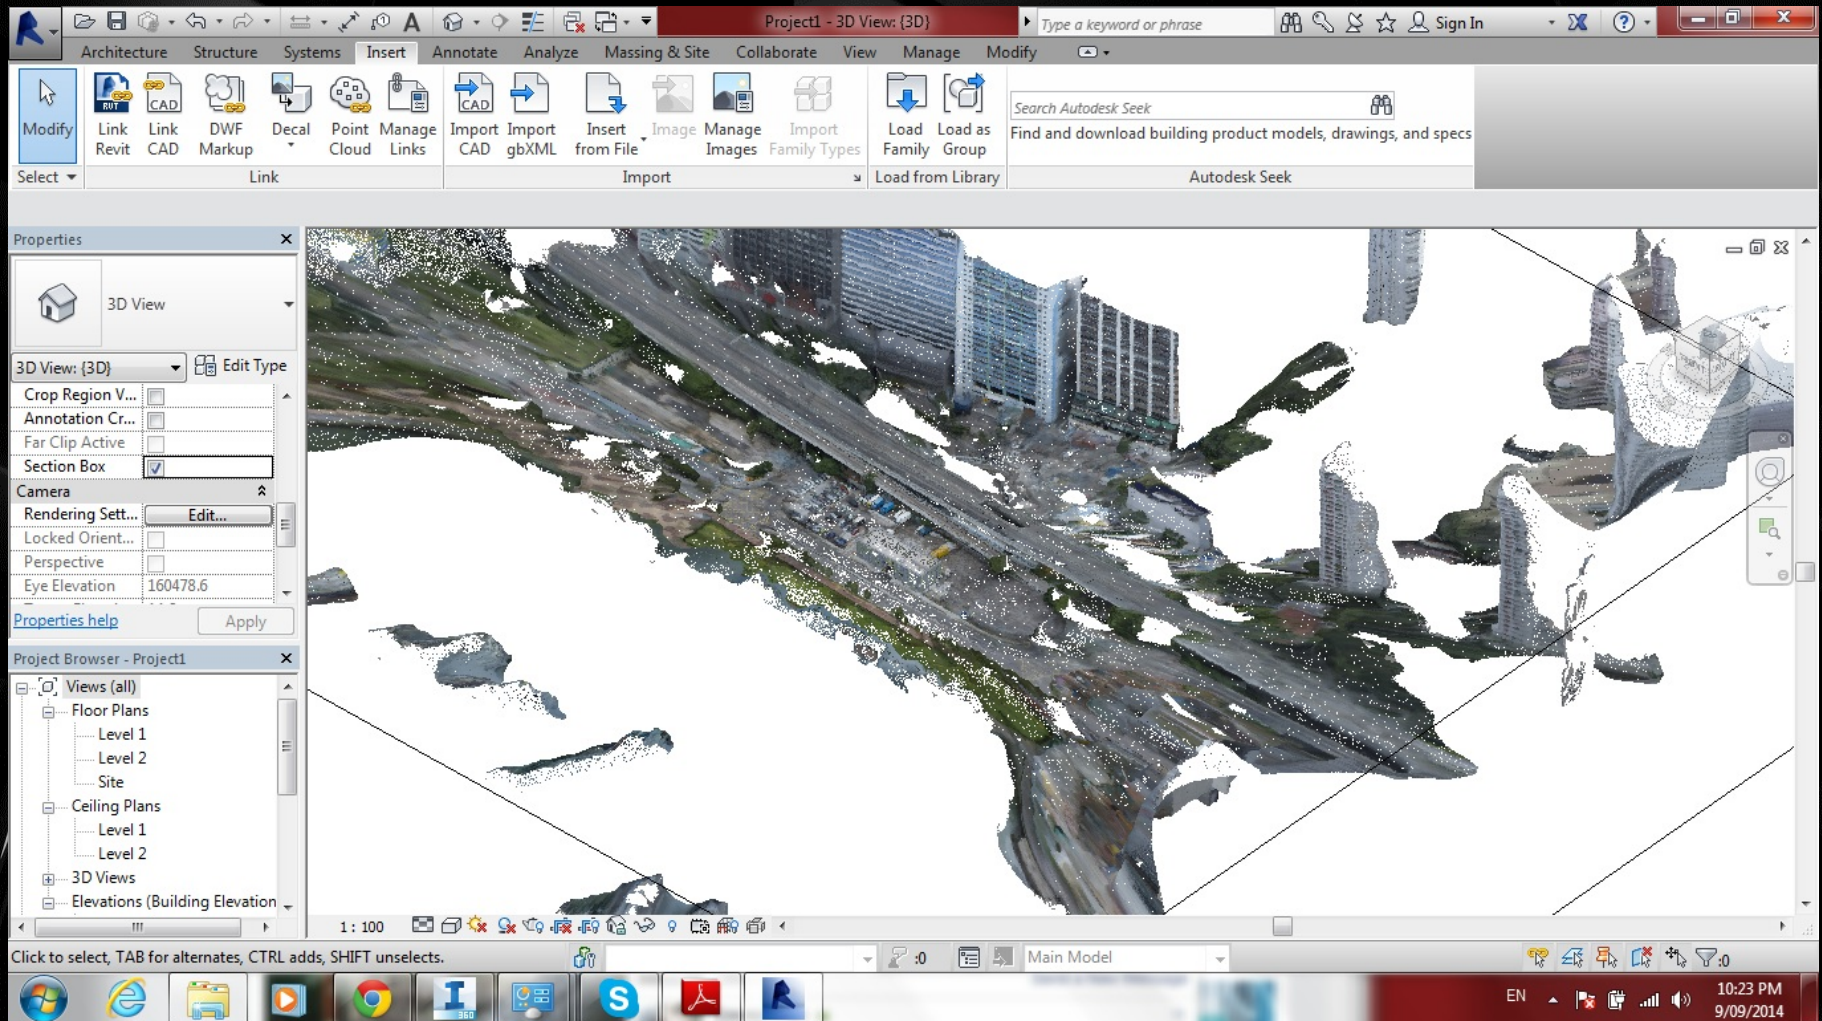 Project1 - 3D View: {3D}
Type a keyword or phrase
Sign In
Architecture Structure Systems Insert Annotate Analyze Massing & Site Collaborate View Manage Modify
RVT CAD CAD
Modify
Link Revit
Link CAD
DWF Markup
Decal
Point Cloud
Manage Links
Import CAD
Import gbXML
Insert from File
Image
Manage Images
Import Family Types
Load Family
Load as Group
Search Autodesk Seek
Find and download building product models, drawings, and specs
Select Link Import Load from Library Autodesk Seek
Properties
3D View
3D View: {3D} Edit Type
Crop Region V...
Annotation Cr...
Far Clip Active
Section Box
Camera
Rendering Sett... Edit...
Locked Orient...
Perspective
Eye Elevation 160478.6
Properties help Apply
Project Browser - Project1
Views (all)
Floor Plans
Level 1
Level 2
Site
Ceiling Plans
Level 1
Level 2
3D Views
Elevations (Building Elevation
1 : 100
Click to select, TAB for alternates, CTRL adds, SHIFT unselects.
:0
Main Model
:0
I 360
EN
10:23 PM
9/09/2014